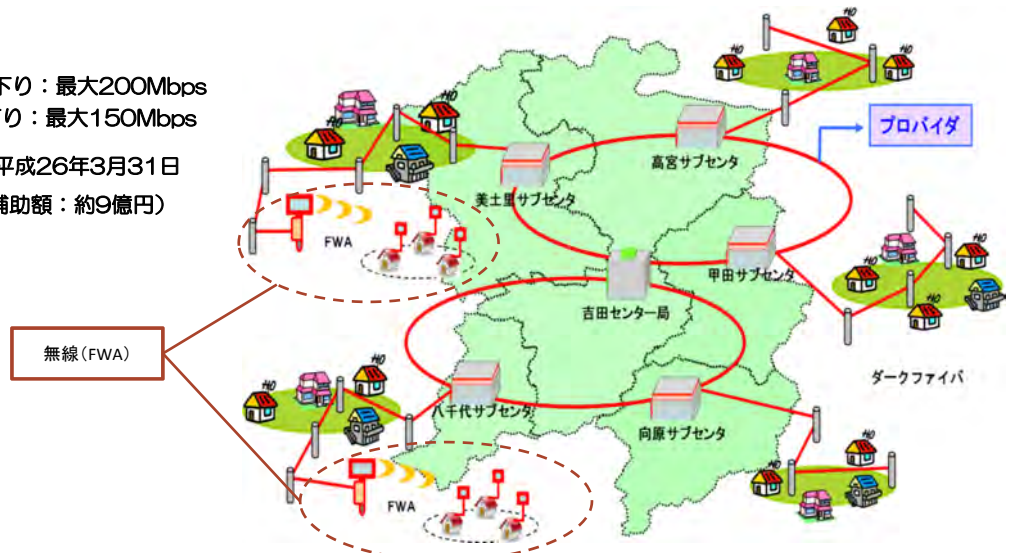 下り：最大200Mbps
り：最大150Mbps
平成26年3月31日
補助額：約9億円）
プロバイダ
高宮サブセンタ
美土里サブセンタ
FWA
甲田サブセンタ
吉田センター局
無線(FWA)
ダークファイバ
八千代サブセンタ
向原サブセンタ
FWA